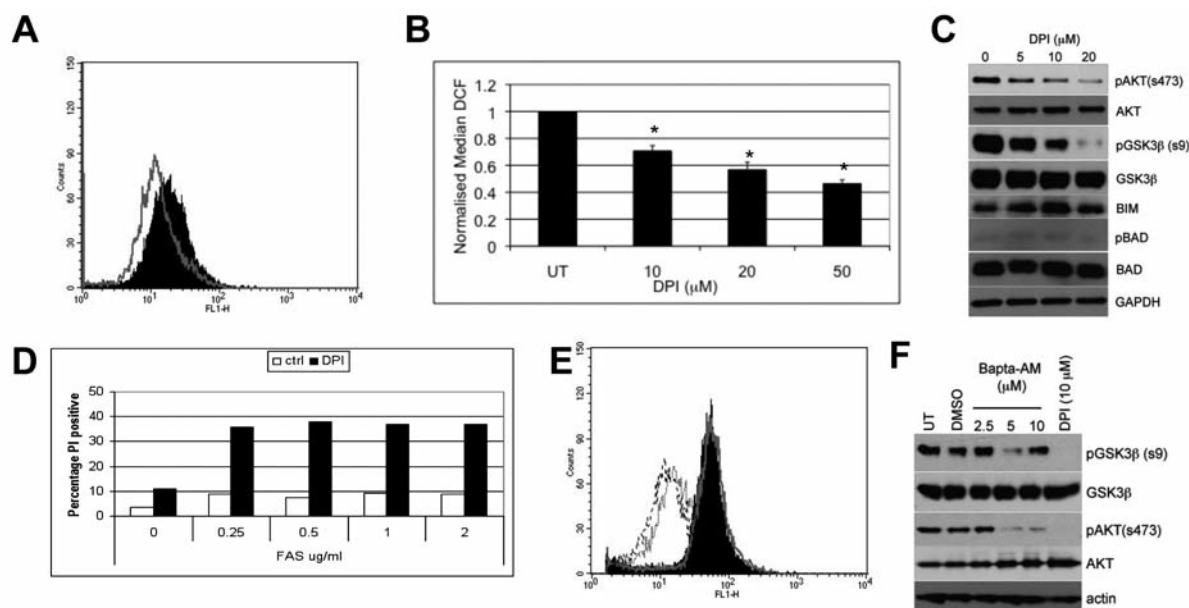 A
150
120
90
60
30
0
Counts
10⁰ 10¹ 10² 10³ 10⁴
FL1-H
B
Normalised Median DCF
1.2
1
0.8
0.6
0.4
0.2
0
* * *
UT 10 20 50
DPI (µM)
C
DPI (µM)
0 5 10 20
pAKT(s473)
AKT
pGSK3β (s9)
GSK3β
BIM
pBAD
BAD
GAPDH
D
ctrl DPI
Percentage PI positive
50
40
30
20
10
0
0 0.25 0.5 1 2
FAS ug/ml
E
150
120
90
60
30
0
Counts
10⁰ 10¹ 10² 10³ 10⁴
FL1-H
F
UT DMSO Bapta-AM (µM) DPI (10 µM)
2.5 5 10
pGSK3β (s9)
GSK3β
pAKT(s473)
AKT
actin